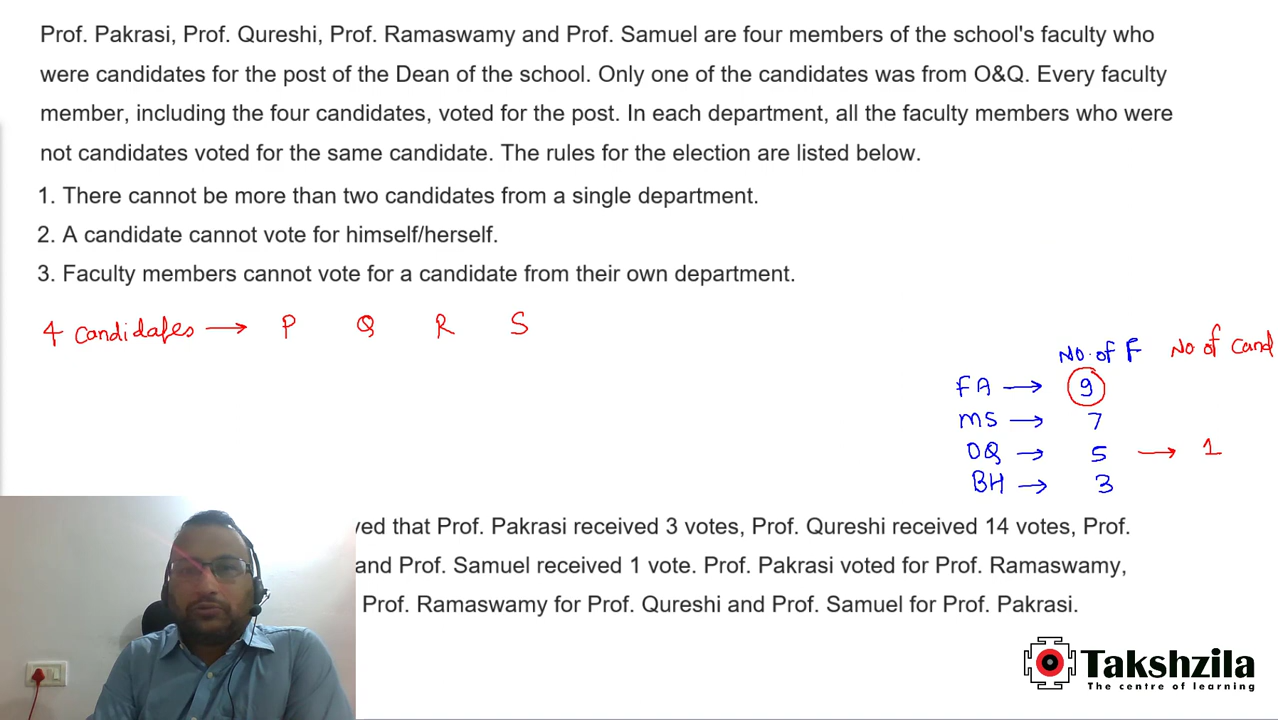 Prof. Pakrasi, Prof. Qureshi, Prof. Ramaswamy and Prof. Samuel are four members of the school's faculty who
were candidates for the post of the Dean of the school. Only one of the candidates was from O&Q. Every faculty
member, including the four candidates, voted for the post. In each department, all the faculty members who were
not candidates voted for the same candidate. The rules for the election are listed below.
1. There cannot be more than two candidates from a single department.
2. A candidate cannot vote for himself/herself.
3. Faculty members cannot vote for a candidate from their own department.
4 candidates → P Q R S
No. of F No of cand
FA → 9
MS → 7
OQ → 5 → 1
BH → 3
that Prof. Pakrasi received 3 votes, Prof. Qureshi received 14 votes, Prof.
and Prof. Samuel received 1 vote. Prof. Pakrasi voted for Prof. Ramaswamy,
Prof. Ramaswamy for Prof. Qureshi and Prof. Samuel for Prof. Pakrasi.
Takshzila
The centre of learning